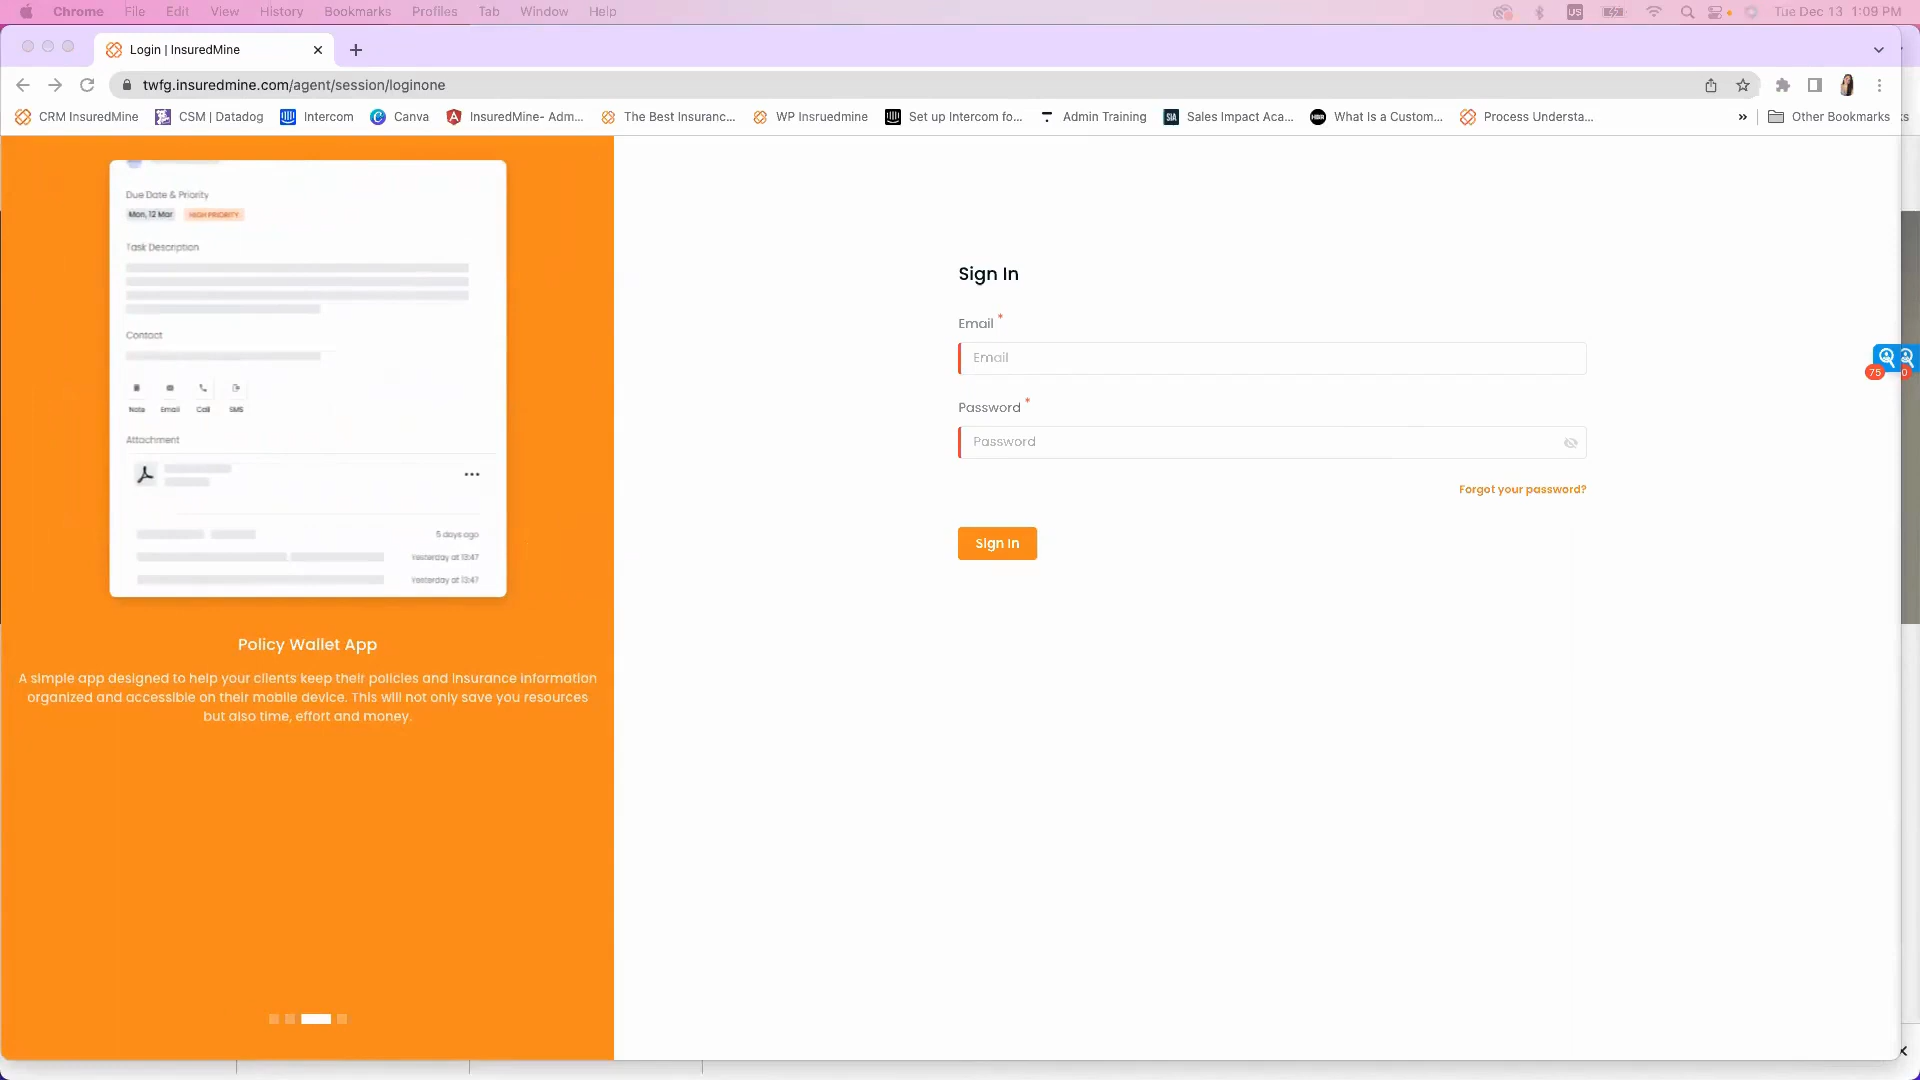 Chrome File Edit View History Bookmarks Profiles Tab Window Help US Tue Dec 13 1:09 PM
Login | InsuredMine
twfg.insuredmine.com/agent/session/loginone
CRM InsuredMine CSM | Datadog Intercom Canva InsuredMine- Adm... The Best Insuranc... WP Insruedmine Set up Intercom fo... Admin Training Sales Impact Aca... What Is a Custom... Process Understa... » Other Bookmarks
Due Date & Priority
Mon, 12 Mar HIGH PRIORITY
Task Description
Contact
Note Email Call SMS
Attachment
5 days ago
Yesterday at 13:47
Yesterday at 13:47
Policy Wallet App
A simple app designed to help your clients keep their policies and insurance information
organized and accessible on their mobile device. This will not only save you resources
but also time, effort and money.
Sign In
Email *
Email
Password *
Password
Forgot your password?
Sign In
75
0